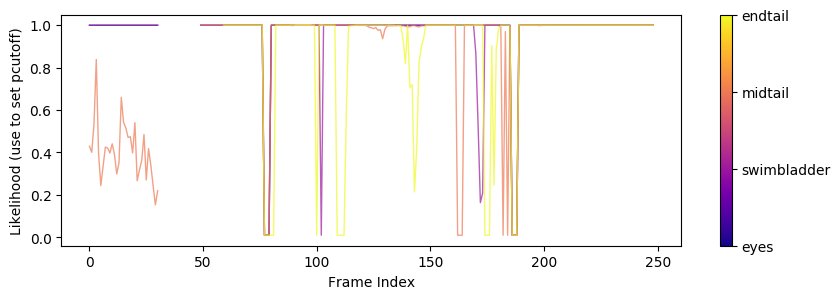 1.0
0.8
0.6
0.4
0.2
0.0
Likelihood (use to set pcutoff)
0
50
100
150
200
250
Frame Index
endtail
midtail
swimbladder
eyes